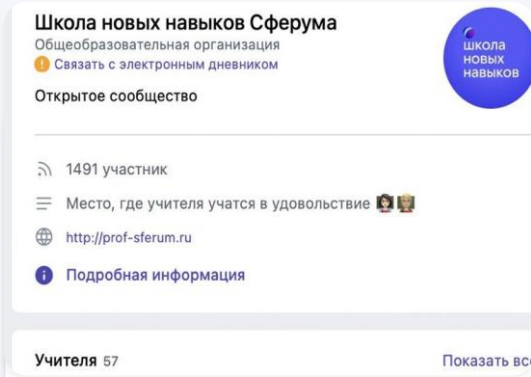 Школа новых навыков Сферума
Общеобразовательная организация
Связать с электронным дневником
Открытое сообщество
школа
новых
навыков
1491 участник
Место, где учителя учатся в удовольствие
http://prof-sferum.ru
Подробная информация
Учителя 57
Показать все